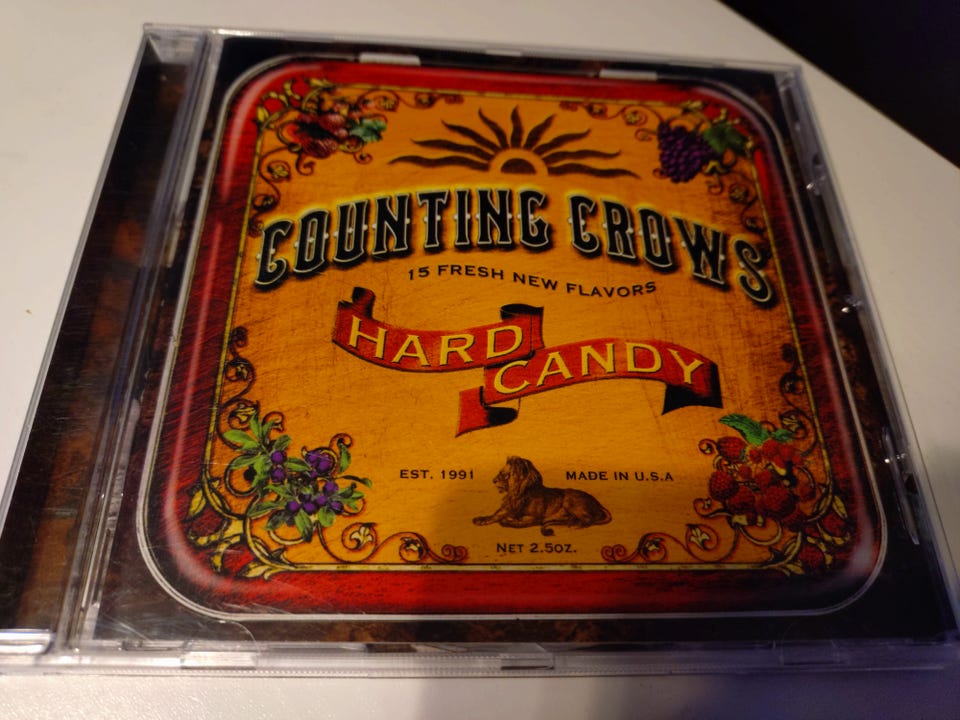 COUNTING CROWS
15 FRESH NEW FLAVORS
HARD
CANDY
EST. 1991
MADE IN U.S.A
NET 2.5OZ.